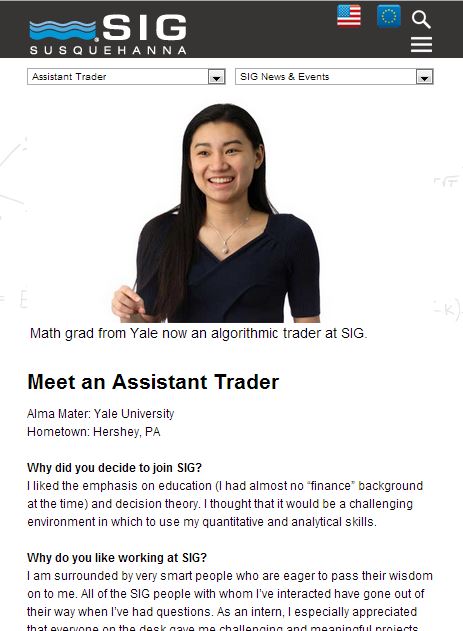 SIG
SUSQUEHANNA
Assistant Trader
SIG News & Events
Math grad from Yale now an algorithmic trader at SIG.
Meet an Assistant Trader
Alma Mater: Yale University
Hometown: Hershey, PA
Why did you decide to join SIG?
I liked the emphasis on education (I had almost no “finance” background
at the time) and decision theory. I thought that it would be a challenging
environment in which to use my quantitative and analytical skills.
Why do you like working at SIG?
I am surrounded by very smart people who are eager to pass their wisdom
on to me. All of the SIG people with whom I’ve interacted have gone out of
their way when I’ve had questions. As an intern, I especially appreciated
that everyone on the desk gave me challenging and meaningful projects